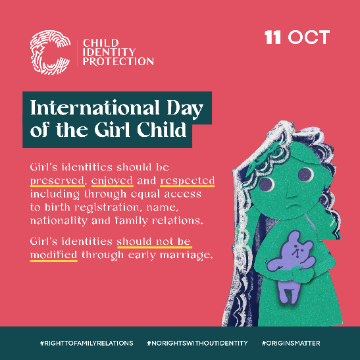 11 OCT
CHILD
IDENTITY
PROTECTION
International Day
of the Girl Child
Girl's identities should be
preserved, enjoyed and respected
including through equal access
to birth registration, name,
nationality and family relations.
Girl's identities should not be
modified through early marriage.
#RIGHTTOFAMILYRELATIONS #NORIGHTSWITHOUTIDENTITY #ORIGINSMATTER